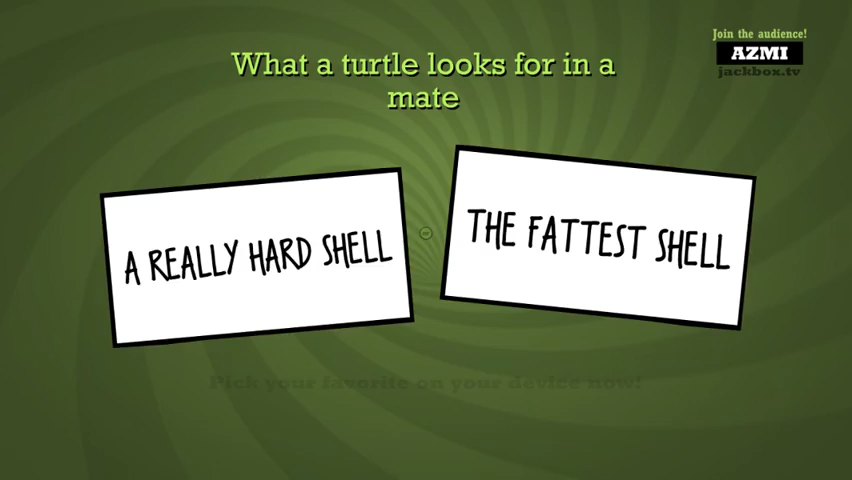 Join the audience!
AZMI
jackbox.tv
What a turtle looks for in a
mate
A REALLY HARD SHELL
THE FATTEST SHELL
Pick your favorite on your device now!